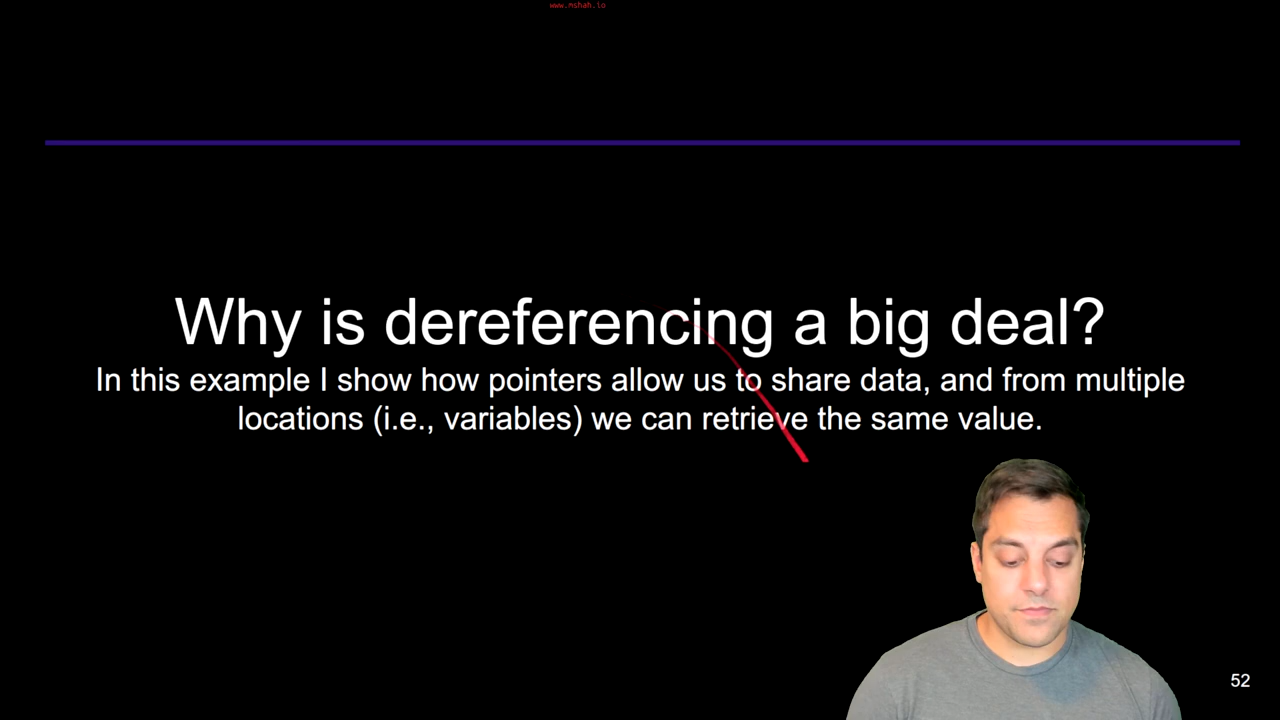 www.mshah.io
Why is dereferencing a big deal?
In this example I show how pointers allow us to share data, and from multiple
locations (i.e., variables) we can retrieve the same value.
52